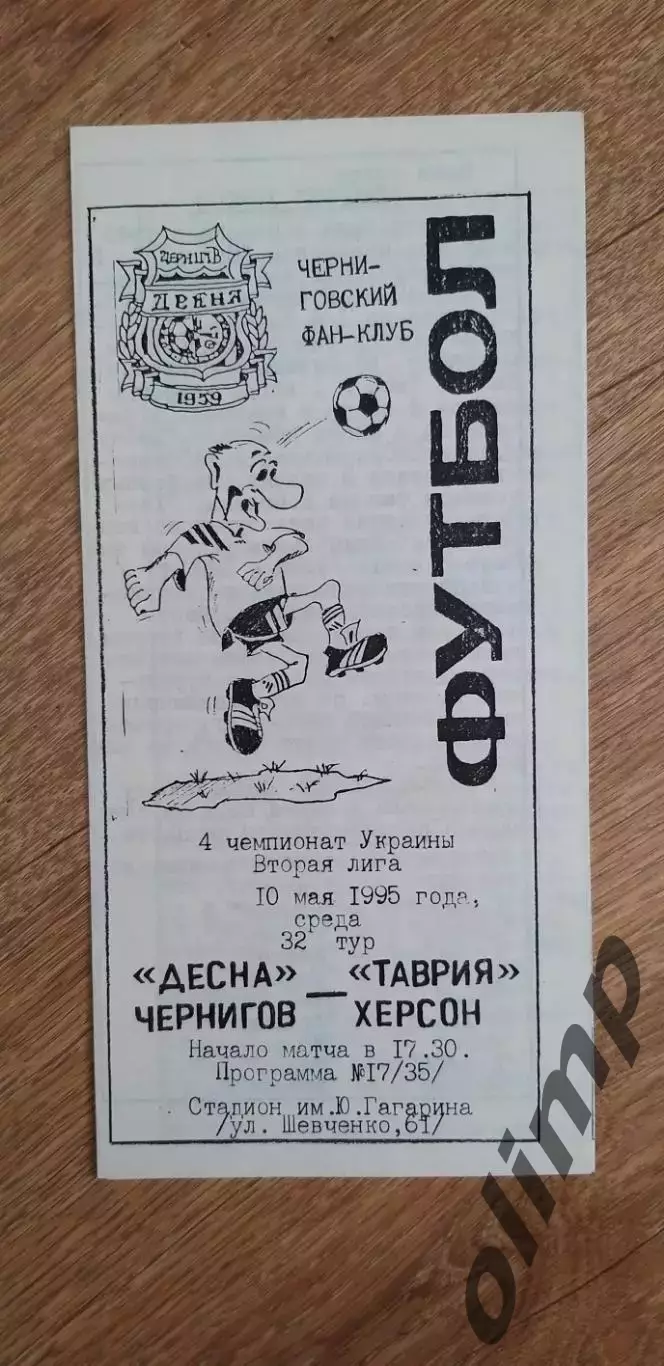 ЧЕРНИГІВ
ДЕСНА
1959
ЧЕРНИ-
ГОВСКИЙ
ФАН-КЛУБ
ФУТБОЛ
4 чемпионат Украины
Вторая лига
10 мая 1995 года,
среда
32 тур
«ДЕСНА» — «ТАВРИЯ»
ЧЕРНИГОВ ХЕРСОН
Начало матча в 17.30.
Программа №17/35/
Стадион им.Ю.Гагарина
/ул. Шевченко,61/
olimp